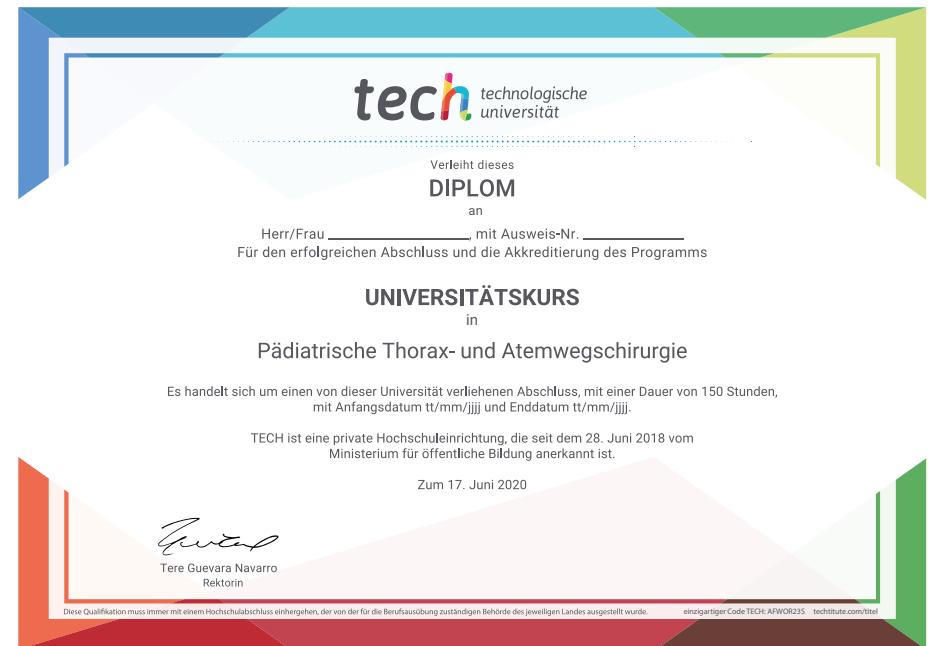 tech technologische
universität
Verleiht dieses
DIPLOM
an
Herr/Frau ____________________, mit Ausweis-Nr. ______________
Für den erfolgreichen Abschluss und die Akkreditierung des Programms
UNIVERSITÄTSKURS
in
Pädiatrische Thorax- und Atemwegschirurgie
Es handelt sich um einen von dieser Universität verliehenen Abschluss, mit einer Dauer von 150 Stunden,
mit Anfangsdatum tt/mm/jjjj und Enddatum tt/mm/jjjj.
TECH ist eine private Hochschuleinrichtung, die seit dem 28. Juni 2018 vom
Ministerium für öffentliche Bildung anerkannt ist.
Zum 17. Juni 2020
Tere Guevara Navarro
Rektorin
Diese Qualifikation muss immer mit einem Hochschulabschluss einhergehen, der von der für die Berufsausübung zuständigen Behörde des jeweiligen Landes ausgestellt wurde. einzigartiger Code TECH: AFWOR23S techtitute.com/titel